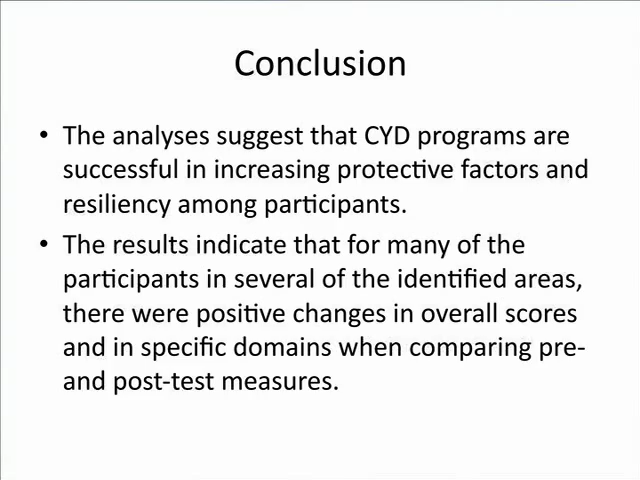 Conclusion
• The analyses suggest that CYD programs are
successful in increasing protective factors and
resiliency among participants.
• The results indicate that for many of the
participants in several of the identified areas,
there were positive changes in overall scores
and in specific domains when comparing pre-
and post-test measures.